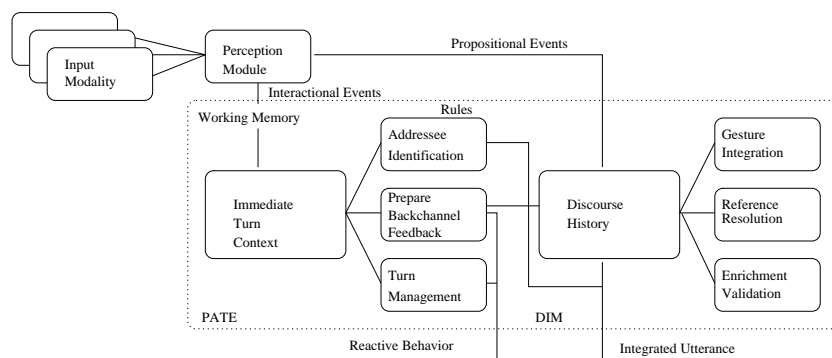 Input
Modality
Perception
Module
Propositional Events
Interactional Events
Working Memory
Rules
Addressee
Identification
Gesture
Integration
Immediate
Turn
Context
Prepare
Backchannel
Feedback
Discourse
History
Reference
Resolution
Turn
Management
Enrichment
Validation
PATE
DIM
Reactive Behavior
Integrated Utterance